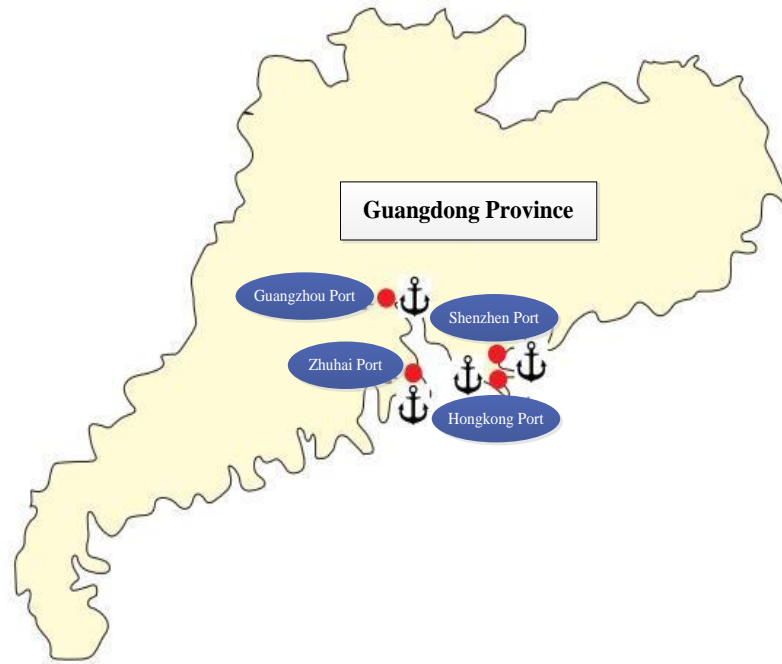 Guangdong Province
Guangzhou Port
Shenzhen Port
Zhuhai Port
Hongkong Port